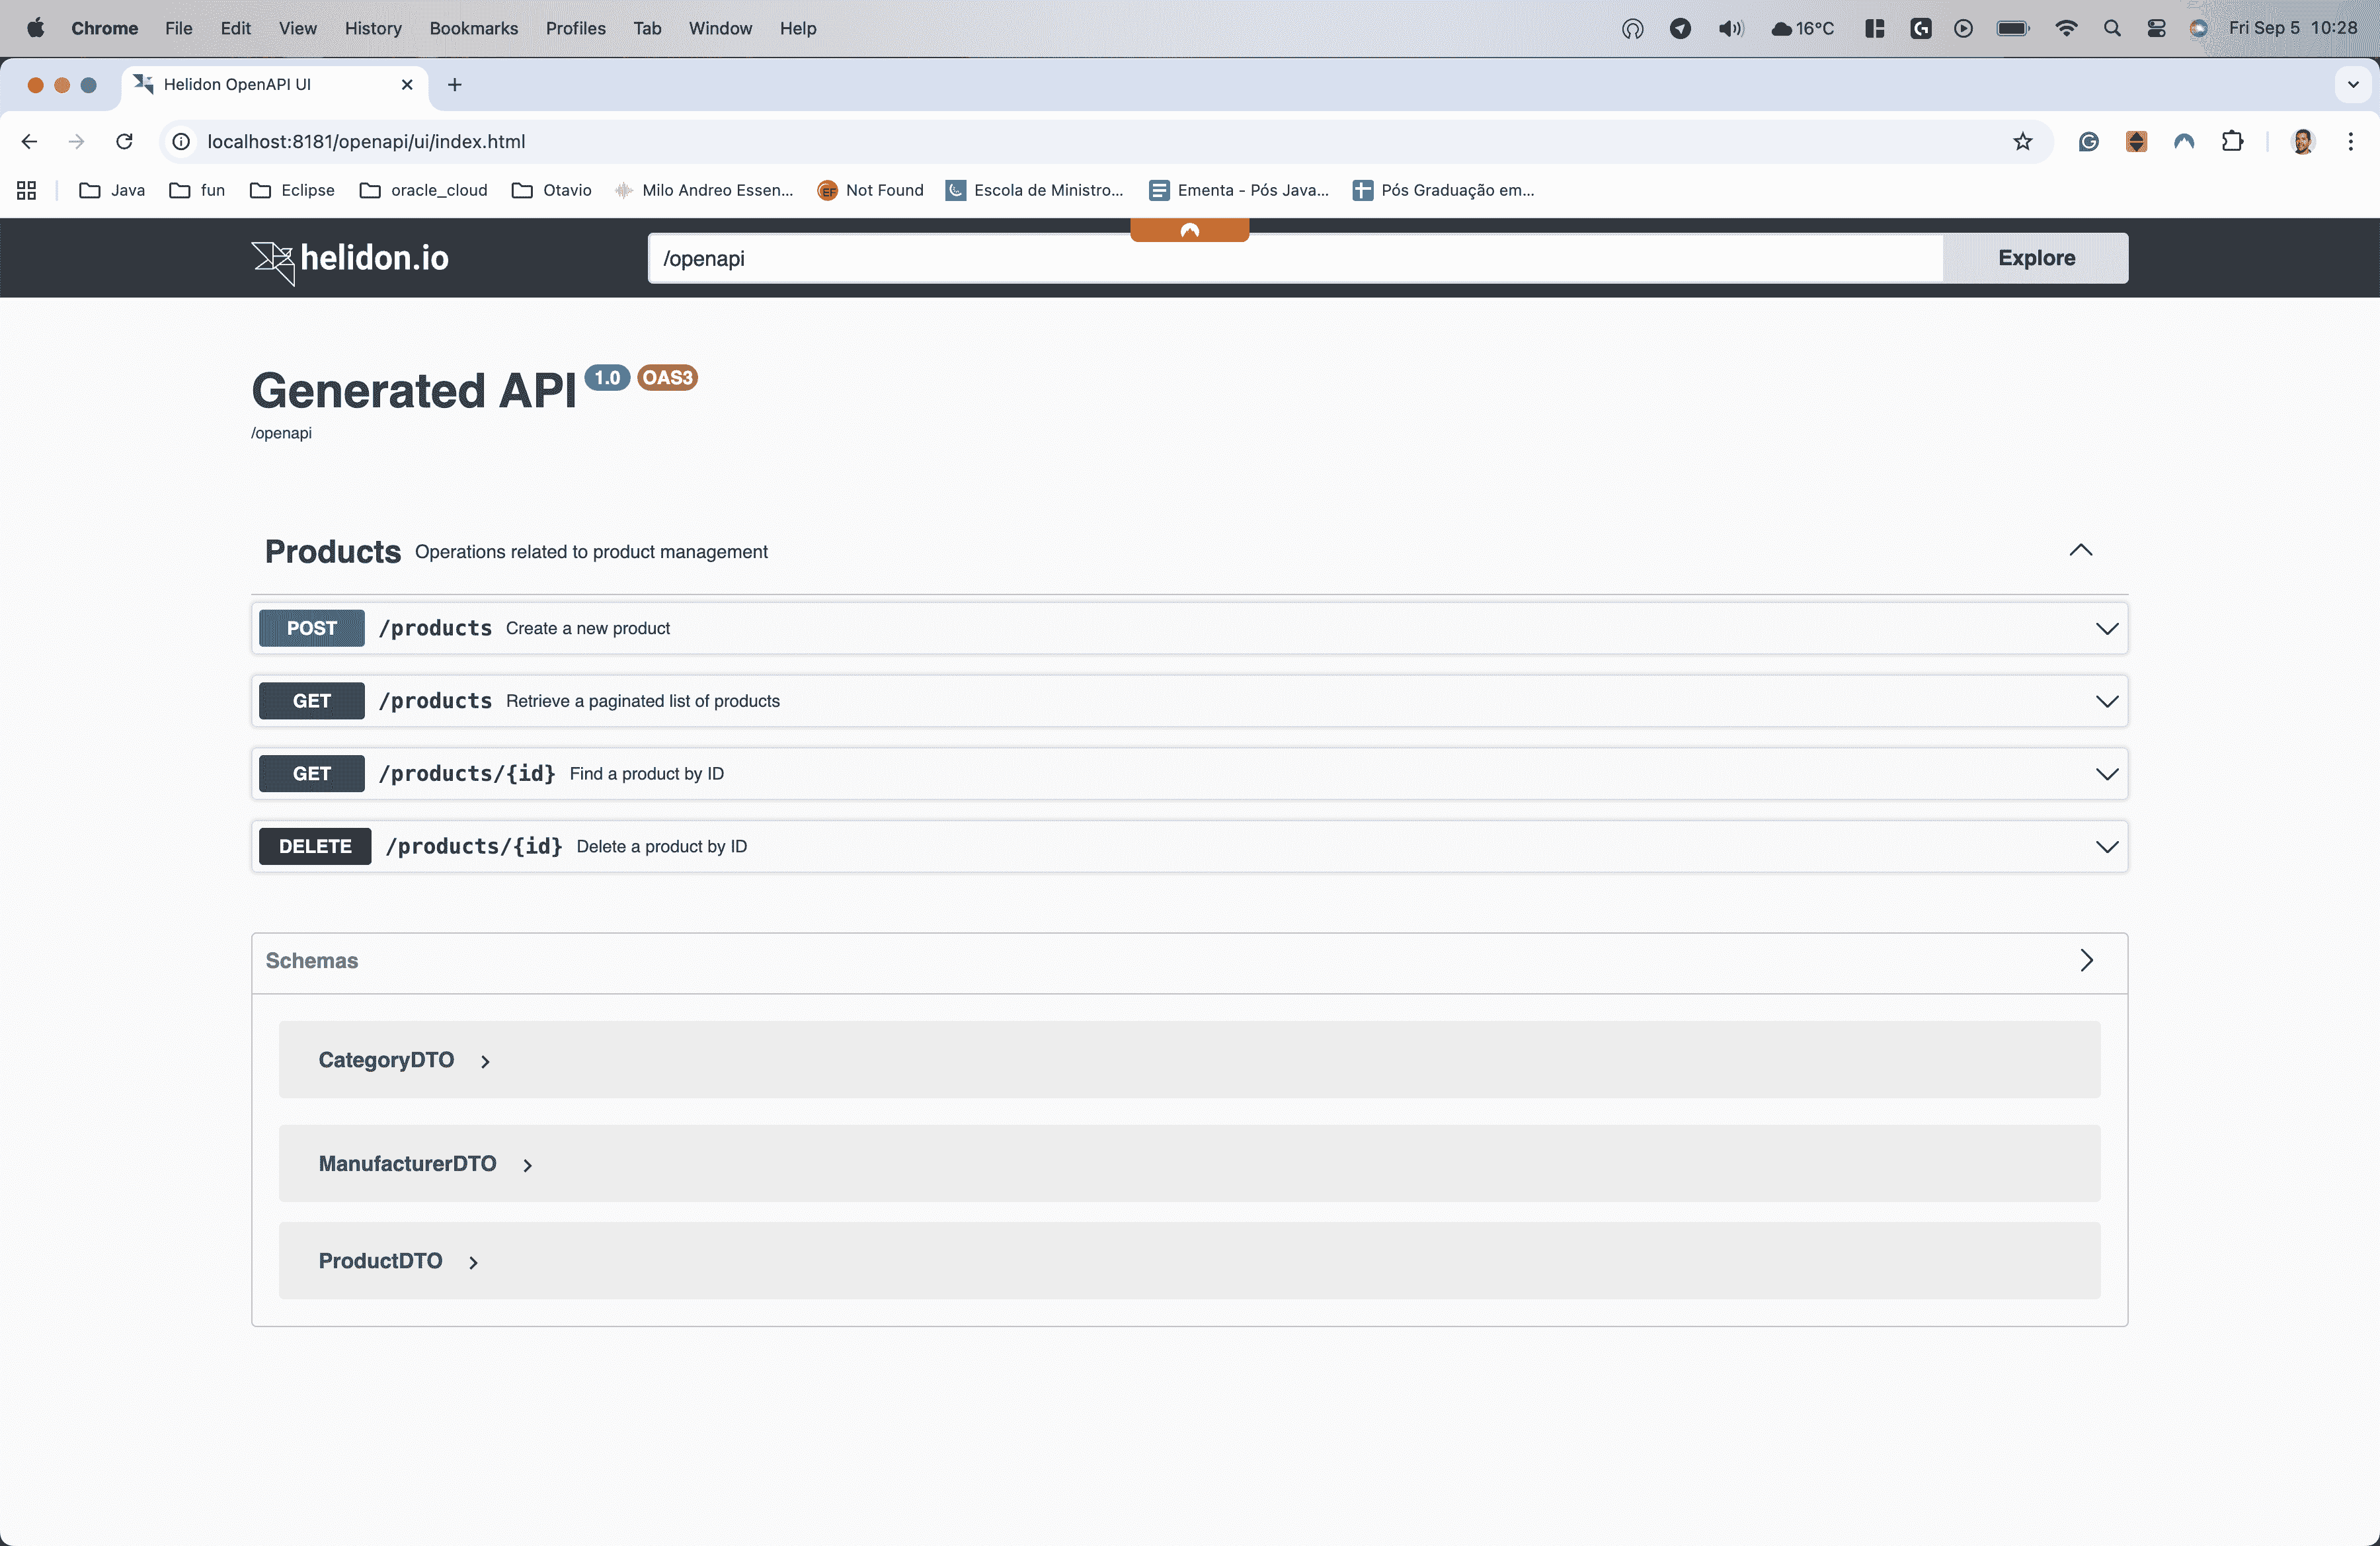 Chrome File Edit View History Bookmarks Profiles Tab Window Help 16°C Fri Sep 5 10:28
Helidon OpenAPI UI
localhost:8181/openapi/ui/index.html
Java fun Eclipse oracle_cloud Otavio Milo Andreo Essen... EF Not Found Escola de Ministro... Ementa - Pós Java... Pós Graduação em...
helidon.io /openapi Explore
Generated API 1.0 OAS3
/openapi
Products Operations related to product management
POST /products Create a new product
GET /products Retrieve a paginated list of products
GET /products/{id} Find a product by ID
DELETE /products/{id} Delete a product by ID
Schemas
CategoryDTO
ManufacturerDTO
ProductDTO